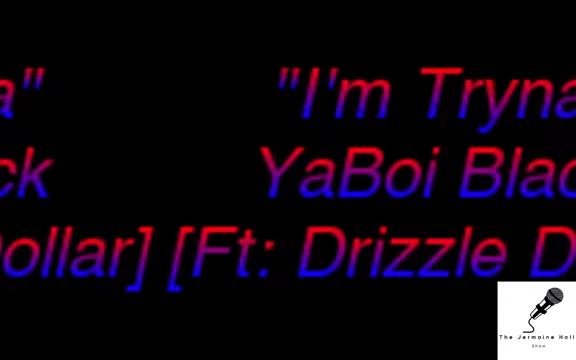 a" "I'm Tryna
ck YaBoi Blac
ollar] [Ft: Drizzle D
The Jermaine Holl
Show